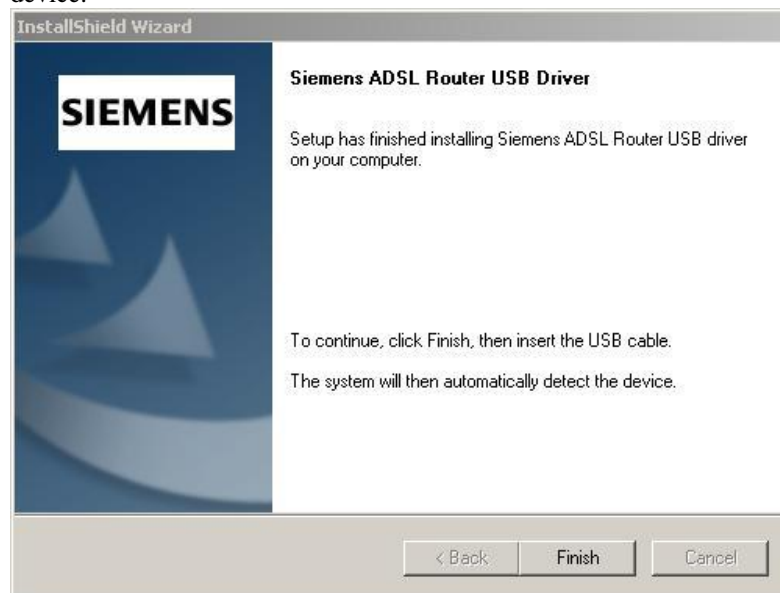 device.
InstallShield Wizard
SIEMENS
Siemens ADSL Router USB Driver
Setup has finished installing Siemens ADSL Router USB driver
on your computer.
To continue, click Finish, then insert the USB cable.
The system will then automatically detect the device.
< Back
Finish
Cancel